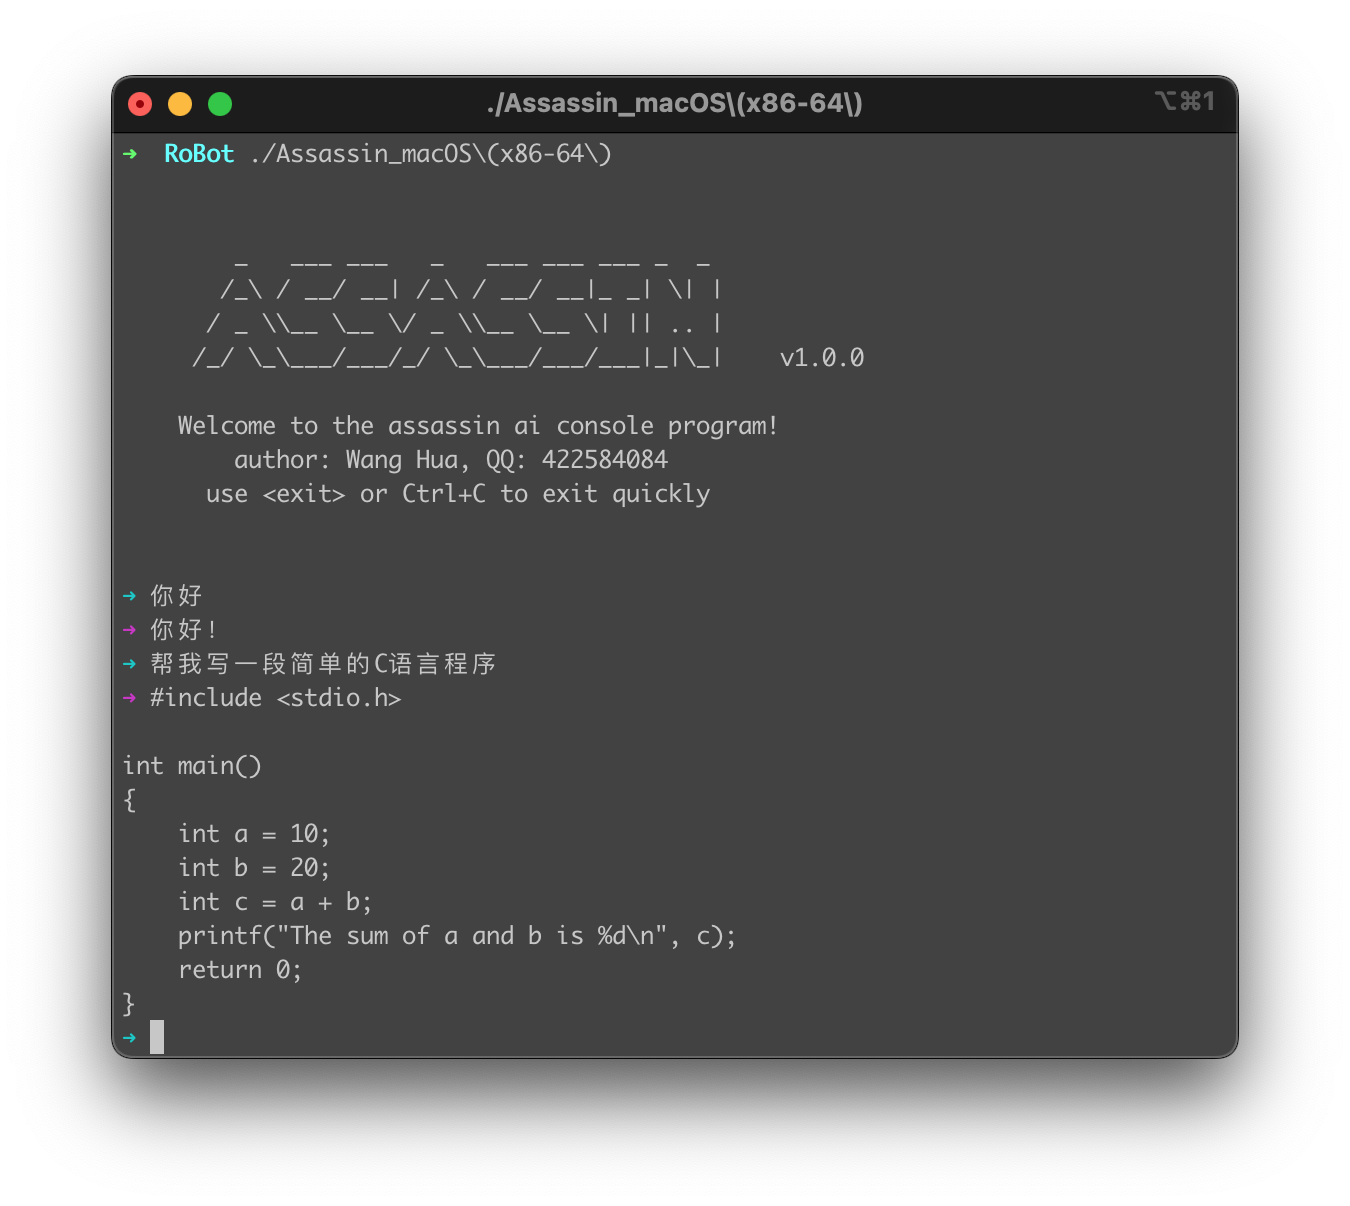 ./Assassin_macOS\(x86-64\)
⌥⌘1
➜  RoBot ./Assassin_macOS\(x86-64\)
        _   ___ ___   _   ___ ___ ___ _  _
       /_\ / __/ __| /_\ / __/ __|_ _| \| |
      / _ \\__ \__ \/ _ \\__ \__ \| || .. |
     /_/ \_\___/___/_/ \_\___/___/___|_|\_|    v1.0.0
    Welcome to the assassin ai console program!
        author: Wang Hua, QQ: 422584084
      use <exit> or Ctrl+C to exit quickly
➜ 你好
➜ 你好!
➜ 帮我写一段简单的C语言程序
➜ #include <stdio.h>
int main()
{
    int a = 10;
    int b = 20;
    int c = a + b;
    printf("The sum of a and b is %d\n", c);
    return 0;
}
➜